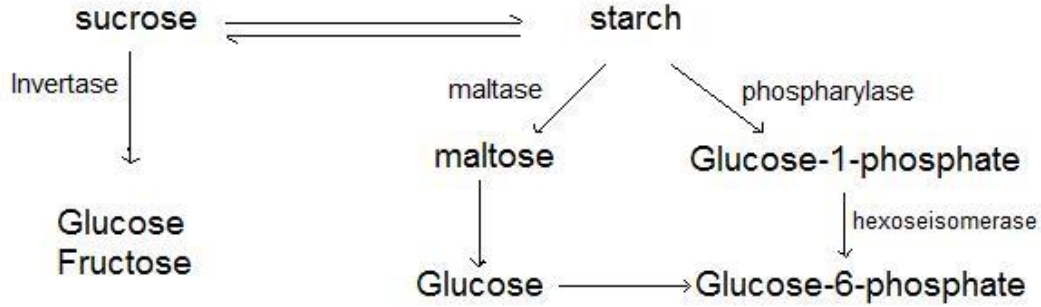 sucrose
starch
Invertase
maltase
phospharylase
maltose
Glucose-1-phosphate
Glucose
Fructose
hexoseisomerase
Glucose
Glucose-6-phosphate